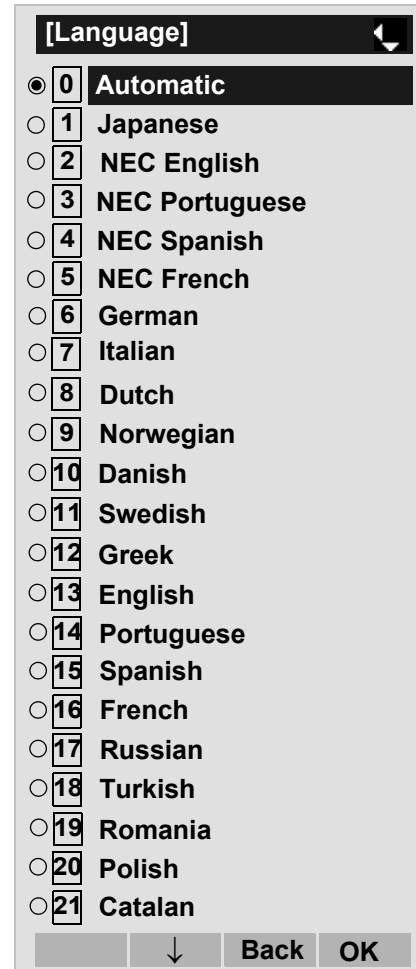 [Language]
0 Automatic
1 Japanese
2 NEC English
3 NEC Portuguese
4 NEC Spanish
5 NEC French
6 German
7 Italian
8 Dutch
9 Norwegian
10 Danish
11 Swedish
12 Greek
13 English
14 Portuguese
15 Spanish
16 French
17 Russian
18 Turkish
19 Romania
20 Polish
21 Catalan
↓ Back OK